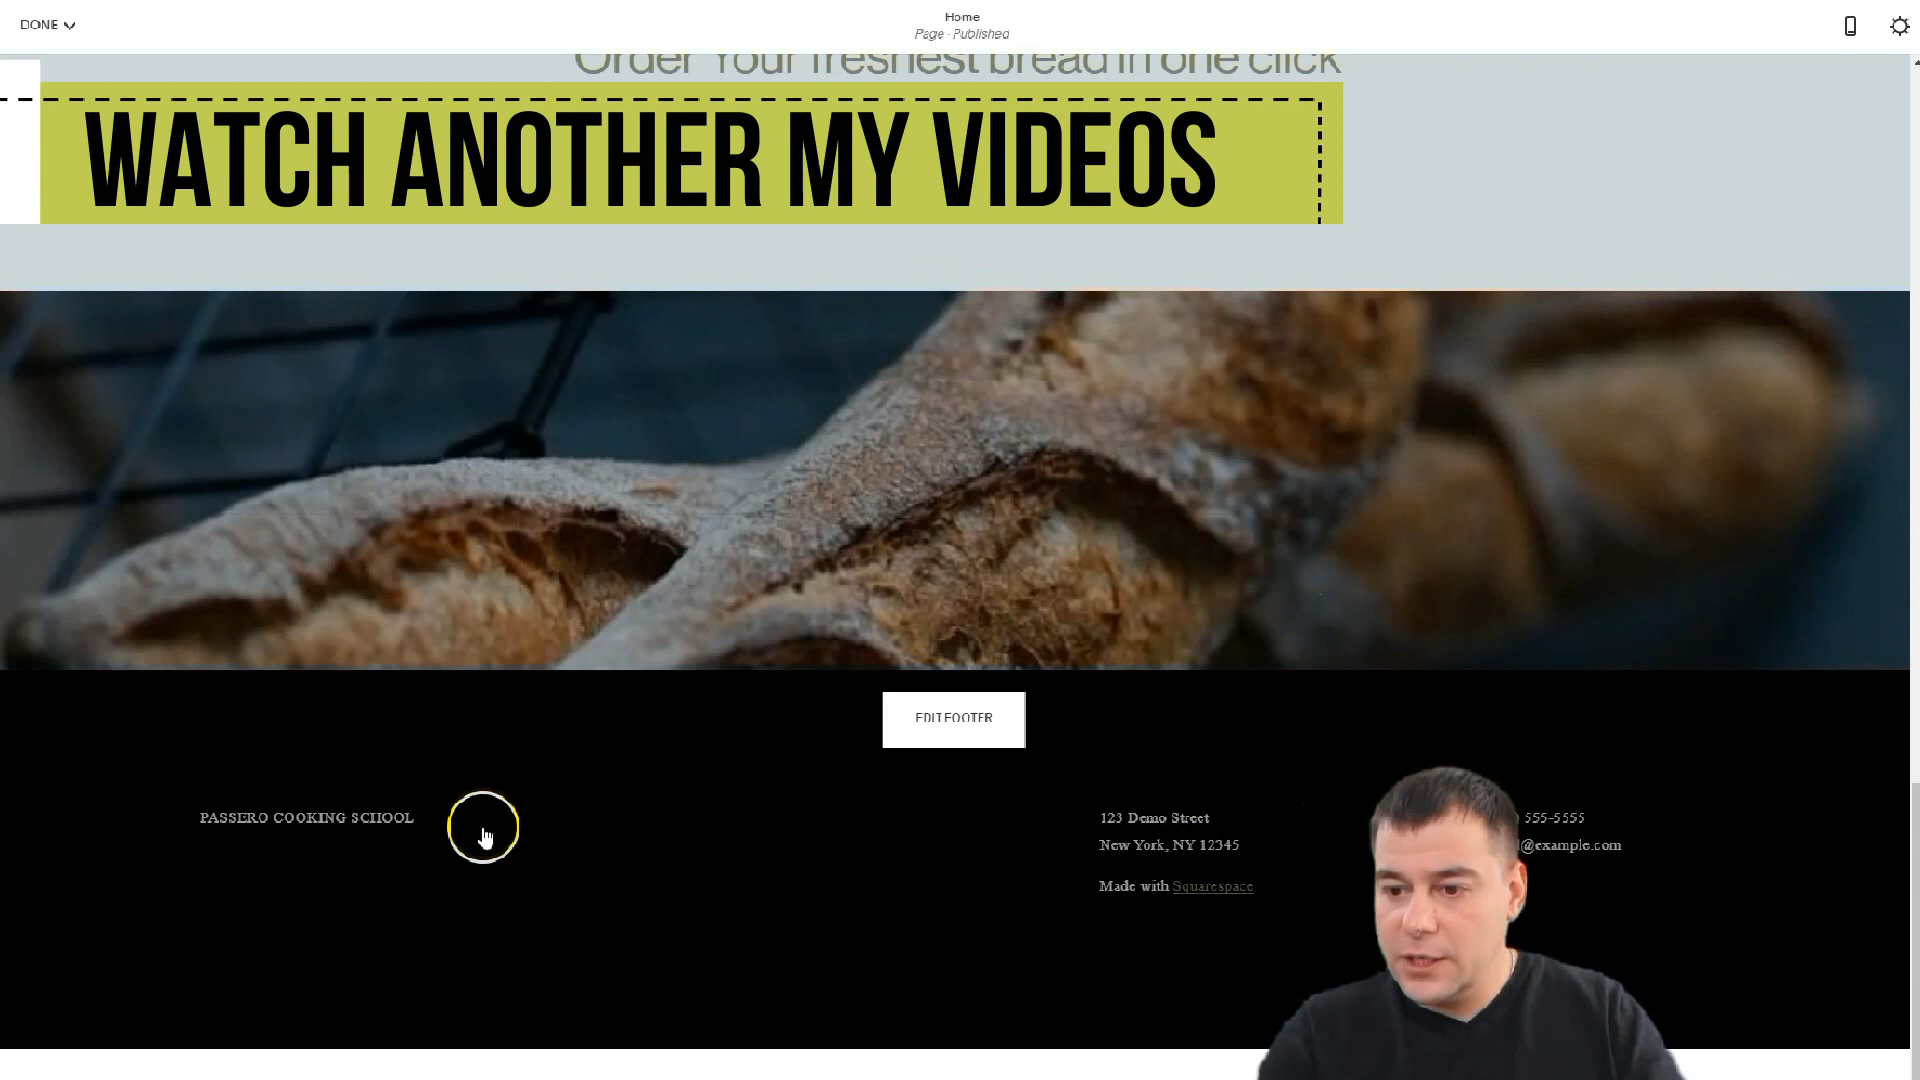 DONE
Home
Page - Published
Order Your freshest bread in one click
WATCH ANOTHER MY VIDEOS
EDIT FOOTER
PASSERO COOKING SCHOOL
123 Demo Street
New York, NY 12345
555-5555
@example.com
Made with Squarespace